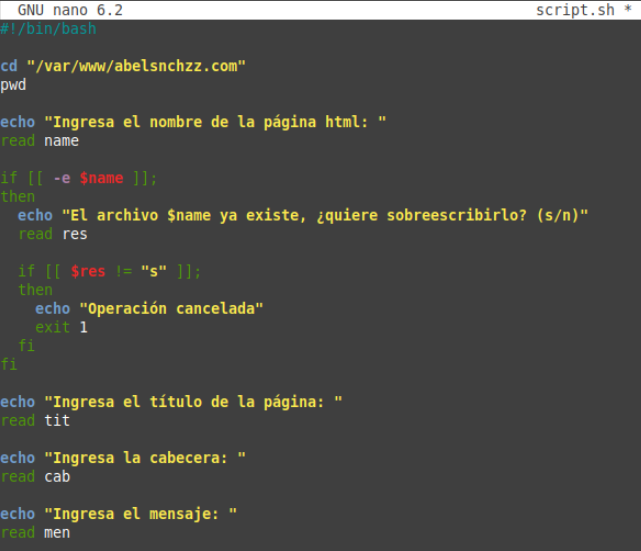 GNU nano 6.2 script.sh *
#!/bin/bash
cd "/var/www/abelsnchzz.com"
pwd
echo "Ingresa el nombre de la página html: "
read name
if [[ -e $name ]];
then
echo "El archivo $name ya existe, ¿quiere sobreescribirlo? (s/n)"
read res
if [[ $res != "s" ]];
then
echo "Operación cancelada"
exit 1
fi
fi
echo "Ingresa el título de la página: "
read tit
echo "Ingresa la cabecera: "
read cab
echo "Ingresa el mensaje: "
read men